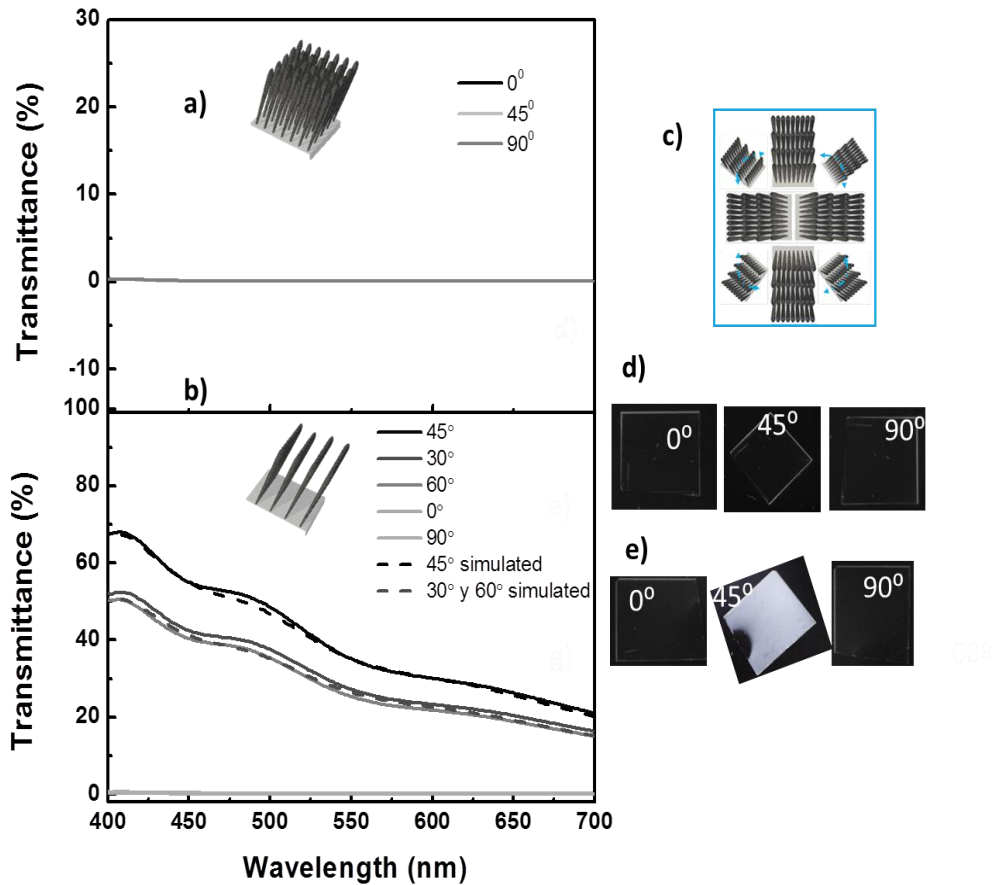 Transmittance (%)
30
20
10
0
-10
a)
0⁰
45⁰
90⁰
d)
Transmittance (%)
100
80
60
40
20
0
b)
45°
30°
60°
0°
90°
45° simulated
30° y 60° simulated
e)
g)
400 450 500 550 600 650 700
Wavelength (nm)
c)
d)
0º 45º 90º
e)
0º 45º 90º
60º